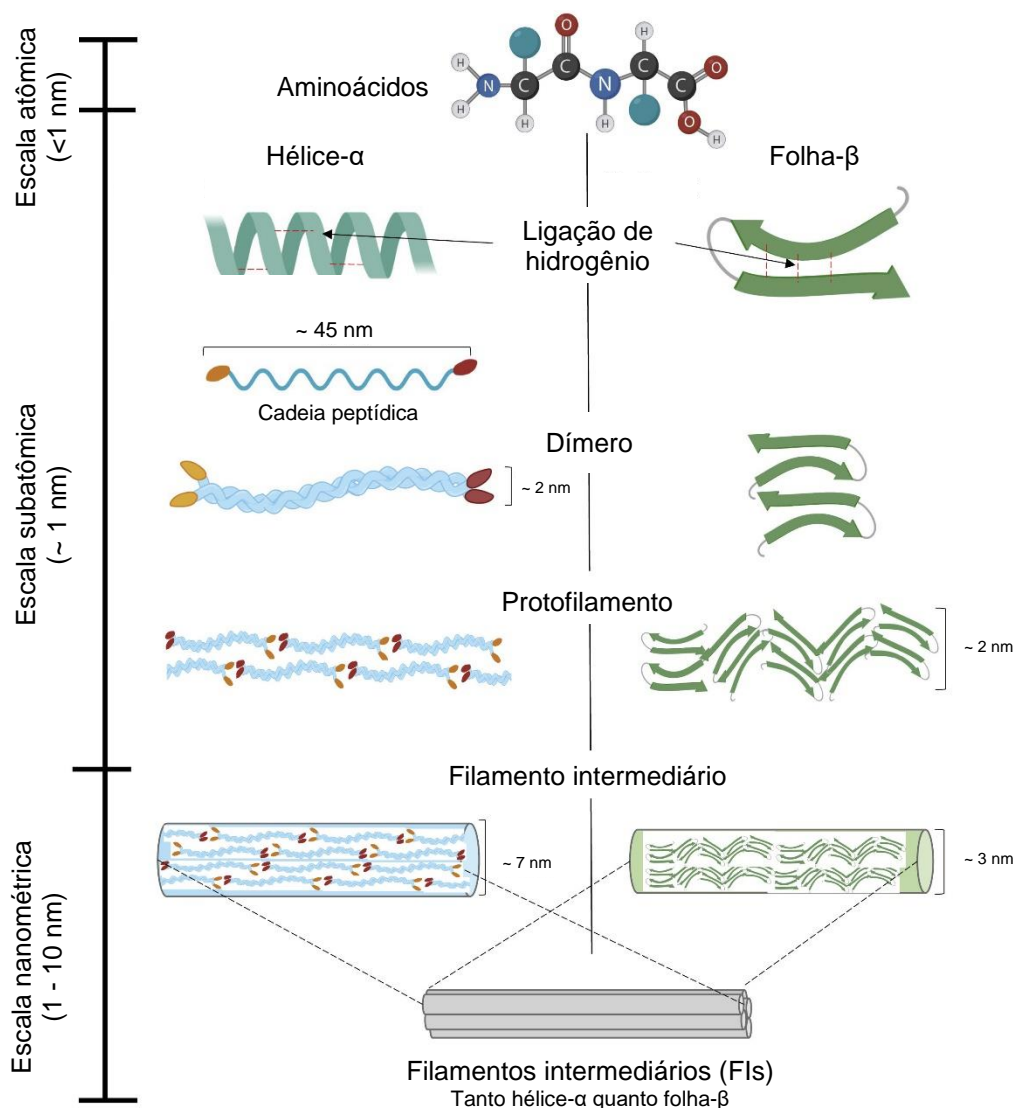 Escala atômica
(<1 nm)
Aminoácidos
H
H
N
C
H
O
C
N
H
H
C
C
O
O
H
Hélice-α
Folha-β
Ligação de
hidrogênio
~ 45 nm
Cadeia peptídica
Escala subatômica
(~ 1 nm)
Dímero
~ 2 nm
Protofilamento
~ 2 nm
Filamento intermediário
Escala nanométrica
(1 - 10 nm)
~ 7 nm
~ 3 nm
Filamentos intermediários (FIs)
Tanto hélice-α quanto folha-β